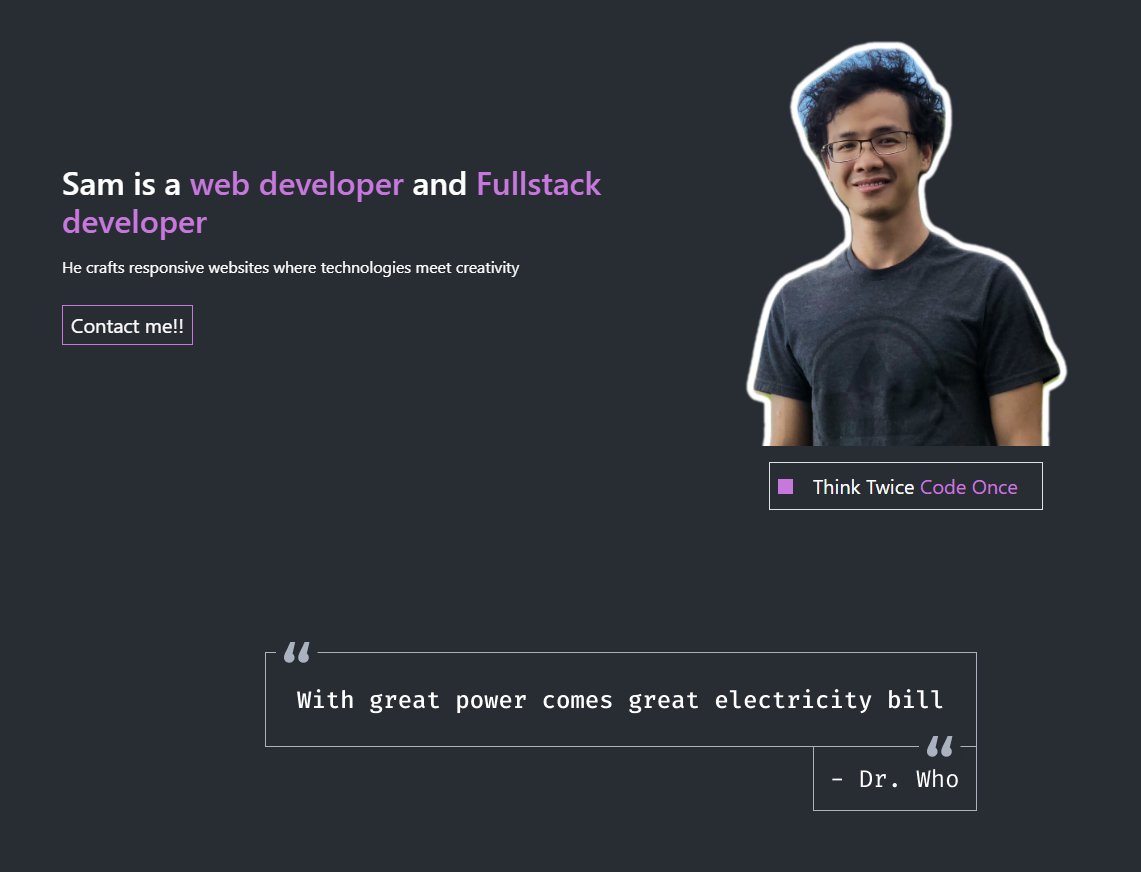 Sam is a web developer and Fullstack
developer
He crafts responsive websites where technologies meet creativity
Contact me!!
Think Twice Code Once
“
With great power comes great electricity bill
“
- Dr. Who